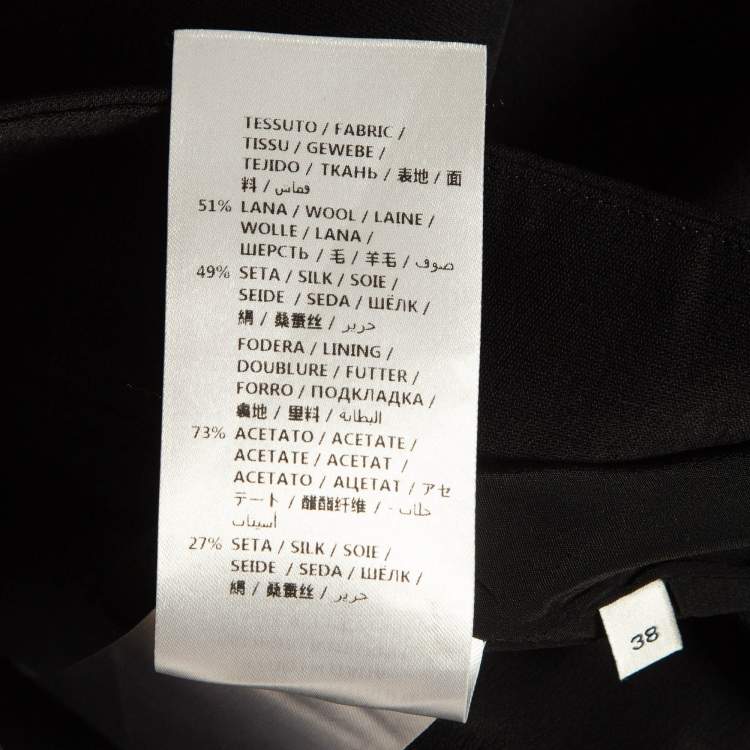 TESSUTO / FABRIC /
TISSU / GEWEBE /
TEJIDO / ТКАНЬ / 表地 / 面
料 / قماش
51% LANA / WOOL / LAINE /
WOLLE / LANA /
ШЕРСТЬ / 毛 / 羊毛 / صوف
49% SETA / SILK / SOIE /
SEIDE / SEDA / ШЁЛК /
絹 / 桑蚕丝 / حرير
FODERA / LINING /
DOUBLURE / FUTTER /
FORRO / ПОДКЛАДКА /
裏地 / 里料 / البطانه
73% ACETATO / ACETATE /
ACETATE / ACETAT /
ACETATO / АЦЕТАТ / アセ
テート / 醋酯纤维 / خلات -
أسيتات
27% SETA / SILK / SOIE /
SEIDE / SEDA / ШЁЛК /
絹 / 桑蚕丝 / حرير
38